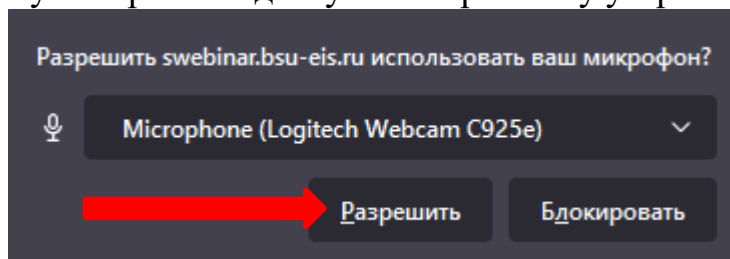 Разрешить swebinar.bsu-eis.ru использовать ваш микрофон?
Microphone (Logitech Webcam C925e)
Разрешить Блокировать